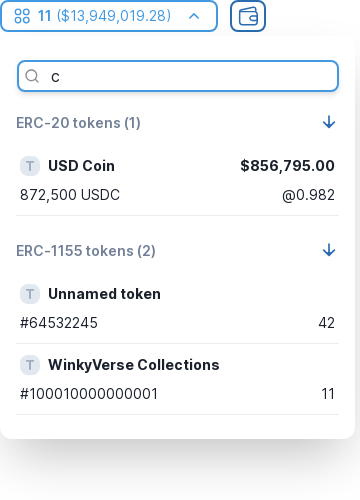 11 ($13,949,019.28)
c
ERC-20 tokens (1)
T USD Coin $856,795.00
872,500 USDC @0.982
ERC-1155 tokens (2)
T Unnamed token
#64532245 42
T WinkyVerse Collections
#100010000000001 11